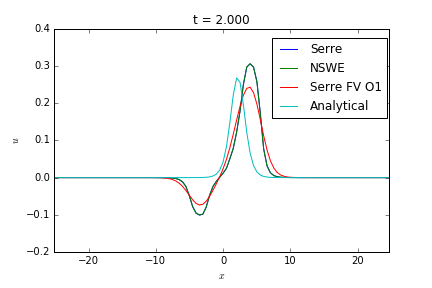 t = 2.000
0.4
0.3
0.2
0.1
0.0
−0.1
−0.2
u
Serre
NSWE
Serre FV O1
Analytical
−20
−10
0
10
20
x